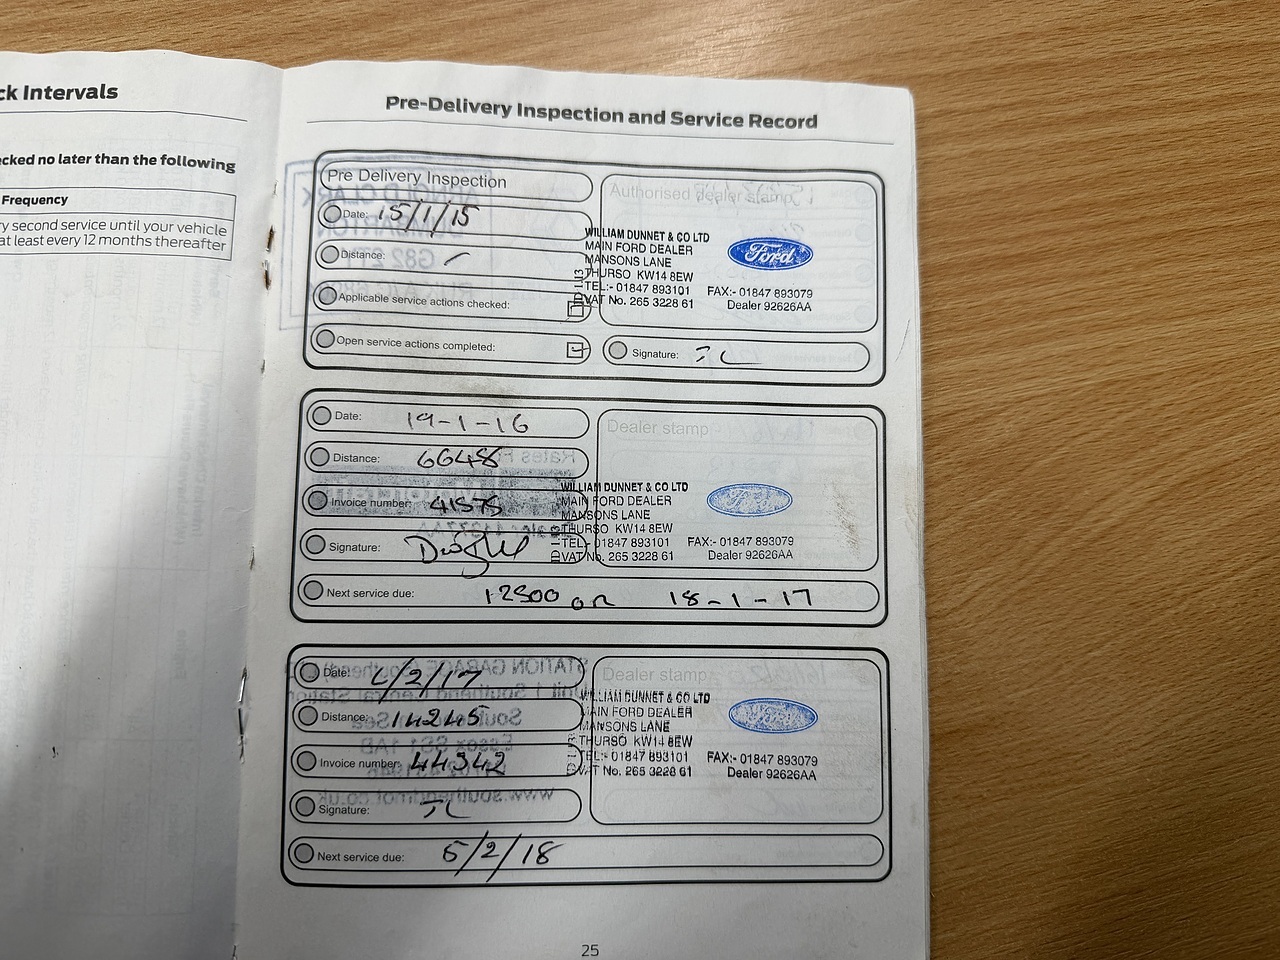 ck Intervals
ecked no later than the following
Frequency
ry second service until your vehicle
at least every 12 months thereafter
Pre-Delivery Inspection and Service Record
Pre Delivery Inspection
Date: 15/1/15
Distance: –
Applicable service actions checked:
Open service actions completed:
Authorised dealer stamp
WILLIAM DUNNET & CO LTD
MAIN FORD DEALER
MANSONS LANE
THURSO KW14 8EW
TEL:- 01847 893101 FAX:- 01847 893079
VAT No. 265 3228 61 Dealer 92626AA
Ford
Signature:
Date: 19-1-16
Distance: 6648
Invoice number: 41575
Signature:
Dealer stamp
WILLIAM DUNNET & CO LTD
MAIN FORD DEALER
MANSONS LANE
THURSO KW14 8EW
TEL:- 01847 893101 FAX:- 01847 893079
VAT No. 265 3228 61 Dealer 92626AA
Ford
Next service due: 12500 OR 18-1-17
Date: 6/2/17
Distance: 14245
Invoice number: 44342
Signature:
Dealer stamp
WILLIAM DUNNET & CO LTD
MAIN FORD DEALER
MANSONS LANE
THURSO KW14 8EW
TEL:- 01847 893101 FAX:- 01847 893079
VAT No. 265 3228 61 Dealer 92626AA
Ford
Next service due: 5/2/18
25